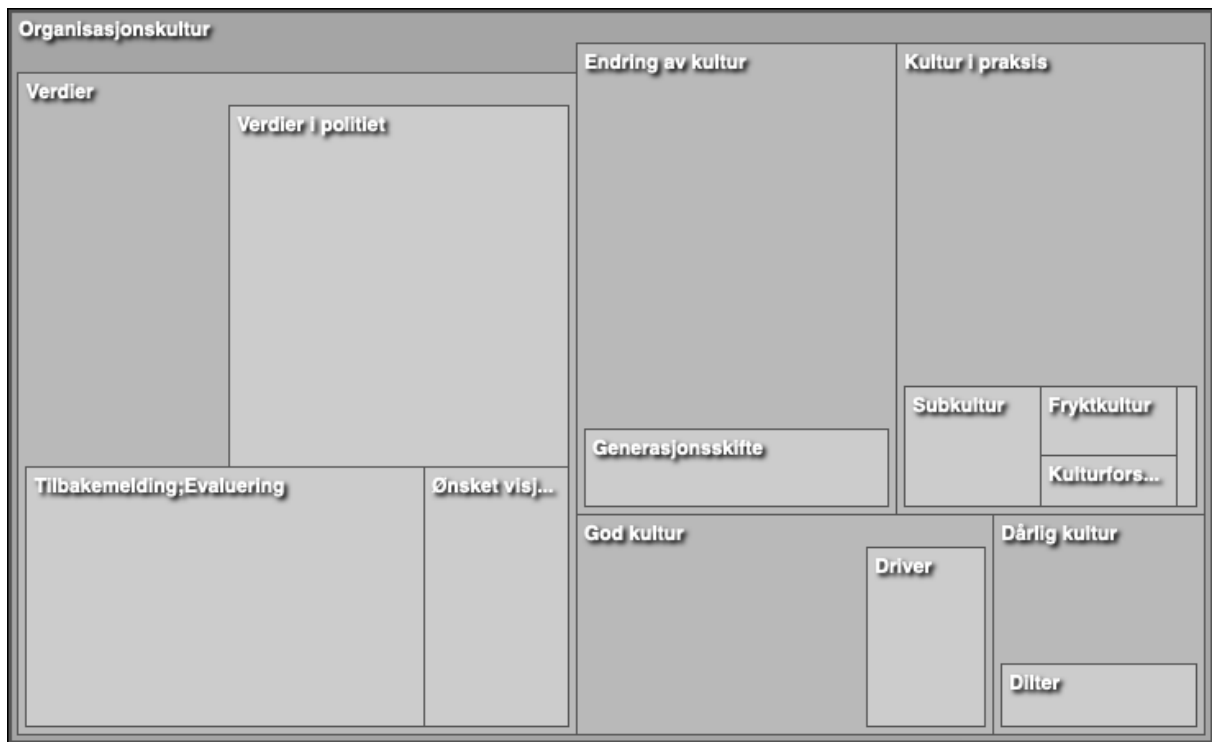 Organisasjonskultur
Verdier
Verdier i politiet
Tilbakemelding;Evaluering
Ønsket visj...
Endring av kultur
Generasjonsskifte
Kultur i praksis
Subkultur
Fryktkultur
Kulturfors...
God kultur
Driver
Dårlig kultur
Dilter